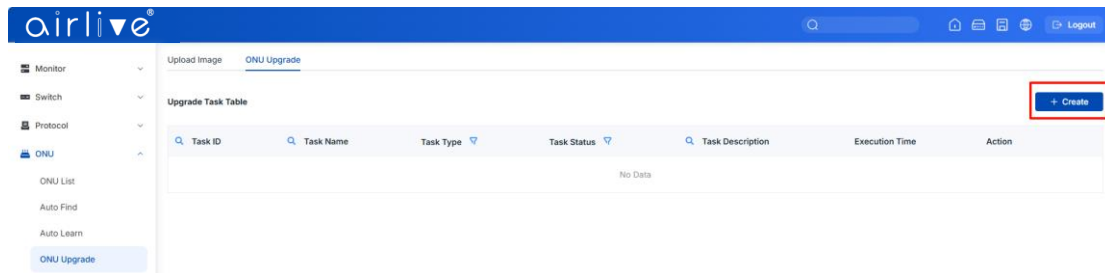 airlive®
Logout
Monitor
Switch
Protocol
ONU
ONU List
Auto Find
Auto Learn
ONU Upgrade
Upload Image ONU Upgrade
Upgrade Task Table
+ Create
Task ID Task Name Task Type Task Status Task Description Execution Time Action
No Data